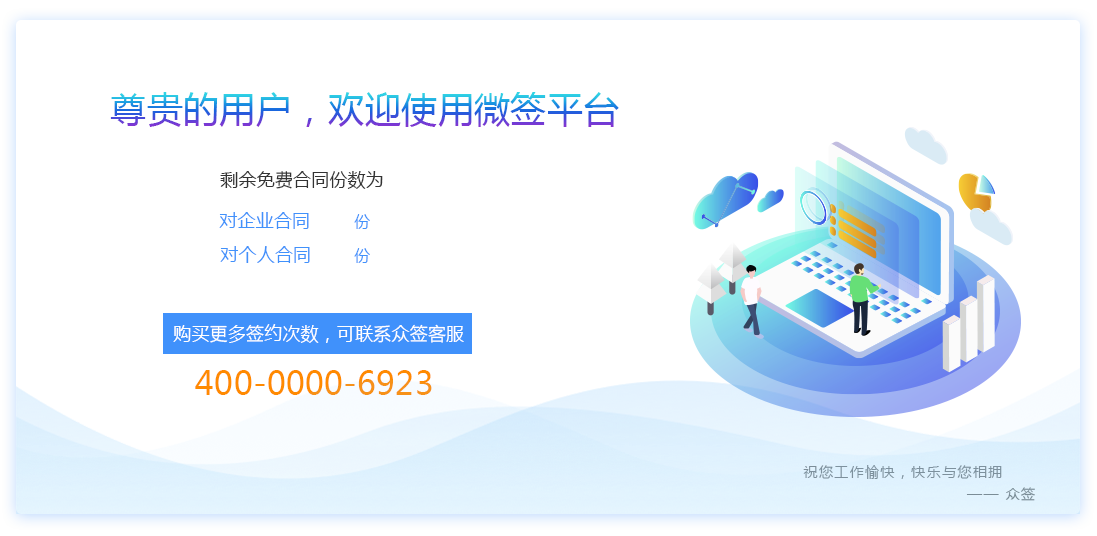 尊贵的用户，欢迎使用微签平台
剩余免费合同份数为
对企业合同 份
对个人合同 份
购买更多签约次数，可联系众签客服
400-0000-6923
祝您工作愉快，快乐与您相拥
—— 众签